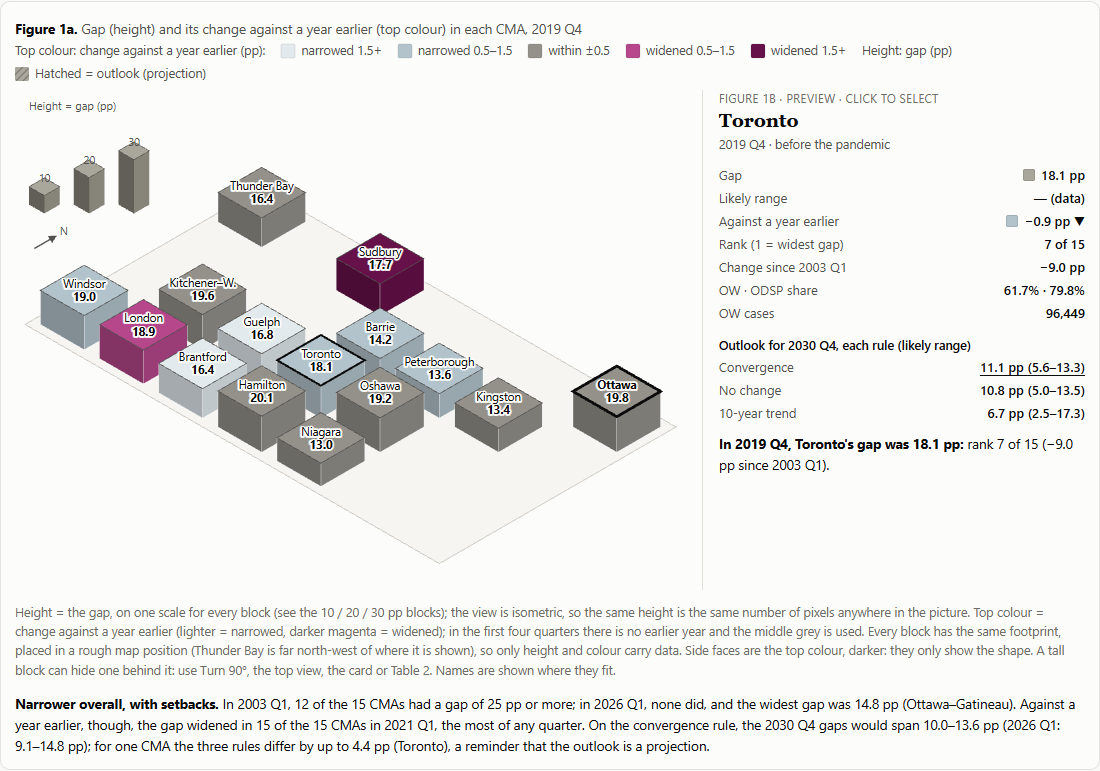 Figure 1a. Gap (height) and its change against a year earlier (top colour) in each CMA, 2019 Q4
Top colour: change against a year earlier (pp): narrowed 1.5+ narrowed 0.5–1.5 within ±0.5 widened 0.5–1.5 widened 1.5+ Height: gap (pp)
Hatched = outlook (projection)
Height = gap (pp)
10
20
30
N
Thunder Bay
16.4
Sudbury
17.7
Windsor
19.0
Kitchener–W.
19.6
London
18.9
Guelph
16.8
Barrie
14.2
Brantford
16.4
Toronto
18.1
Peterborough
13.6
Hamilton
20.1
Oshawa
19.2
Kingston
13.4
Ottawa
19.8
Niagara
13.0
FIGURE 1B · PREVIEW · CLICK TO SELECT
Toronto
2019 Q4 · before the pandemic
Gap 18.1 pp
Likely range — (data)
Against a year earlier −0.9 pp ▼
Rank (1 = widest gap) 7 of 15
Change since 2003 Q1 −9.0 pp
OW · ODSP share 61.7% · 79.8%
OW cases 96,449
Outlook for 2030 Q4, each rule (likely range)
Convergence 11.1 pp (5.6–13.3)
No change 10.8 pp (5.0–13.5)
10-year trend 6.7 pp (2.5–17.3)
In 2019 Q4, Toronto's gap was 18.1 pp: rank 7 of 15 (−9.0
pp since 2003 Q1).
Height = the gap, on one scale for every block (see the 10 / 20 / 30 pp blocks); the view is isometric, so the same height is the same number of pixels anywhere in the picture. Top colour =
change against a year earlier (lighter = narrowed, darker magenta = widened); in the first four quarters there is no earlier year and the middle grey is used. Every block has the same footprint,
placed in a rough map position (Thunder Bay is far north-west of where it is shown), so only height and colour carry data. Side faces are the top colour, darker: they only show the shape. A tall
block can hide one behind it: use Turn 90°, the top view, the card or Table 2. Names are shown where they fit.
Narrower overall, with setbacks. In 2003 Q1, 12 of the 15 CMAs had a gap of 25 pp or more; in 2026 Q1, none did, and the widest gap was 14.8 pp (Ottawa–Gatineau). Against a
year earlier, though, the gap widened in 15 of the 15 CMAs in 2021 Q1, the most of any quarter. On the convergence rule, the 2030 Q4 gaps would span 10.0–13.6 pp (2026 Q1:
9.1–14.8 pp); for one CMA the three rules differ by up to 4.4 pp (Toronto), a reminder that the outlook is a projection.